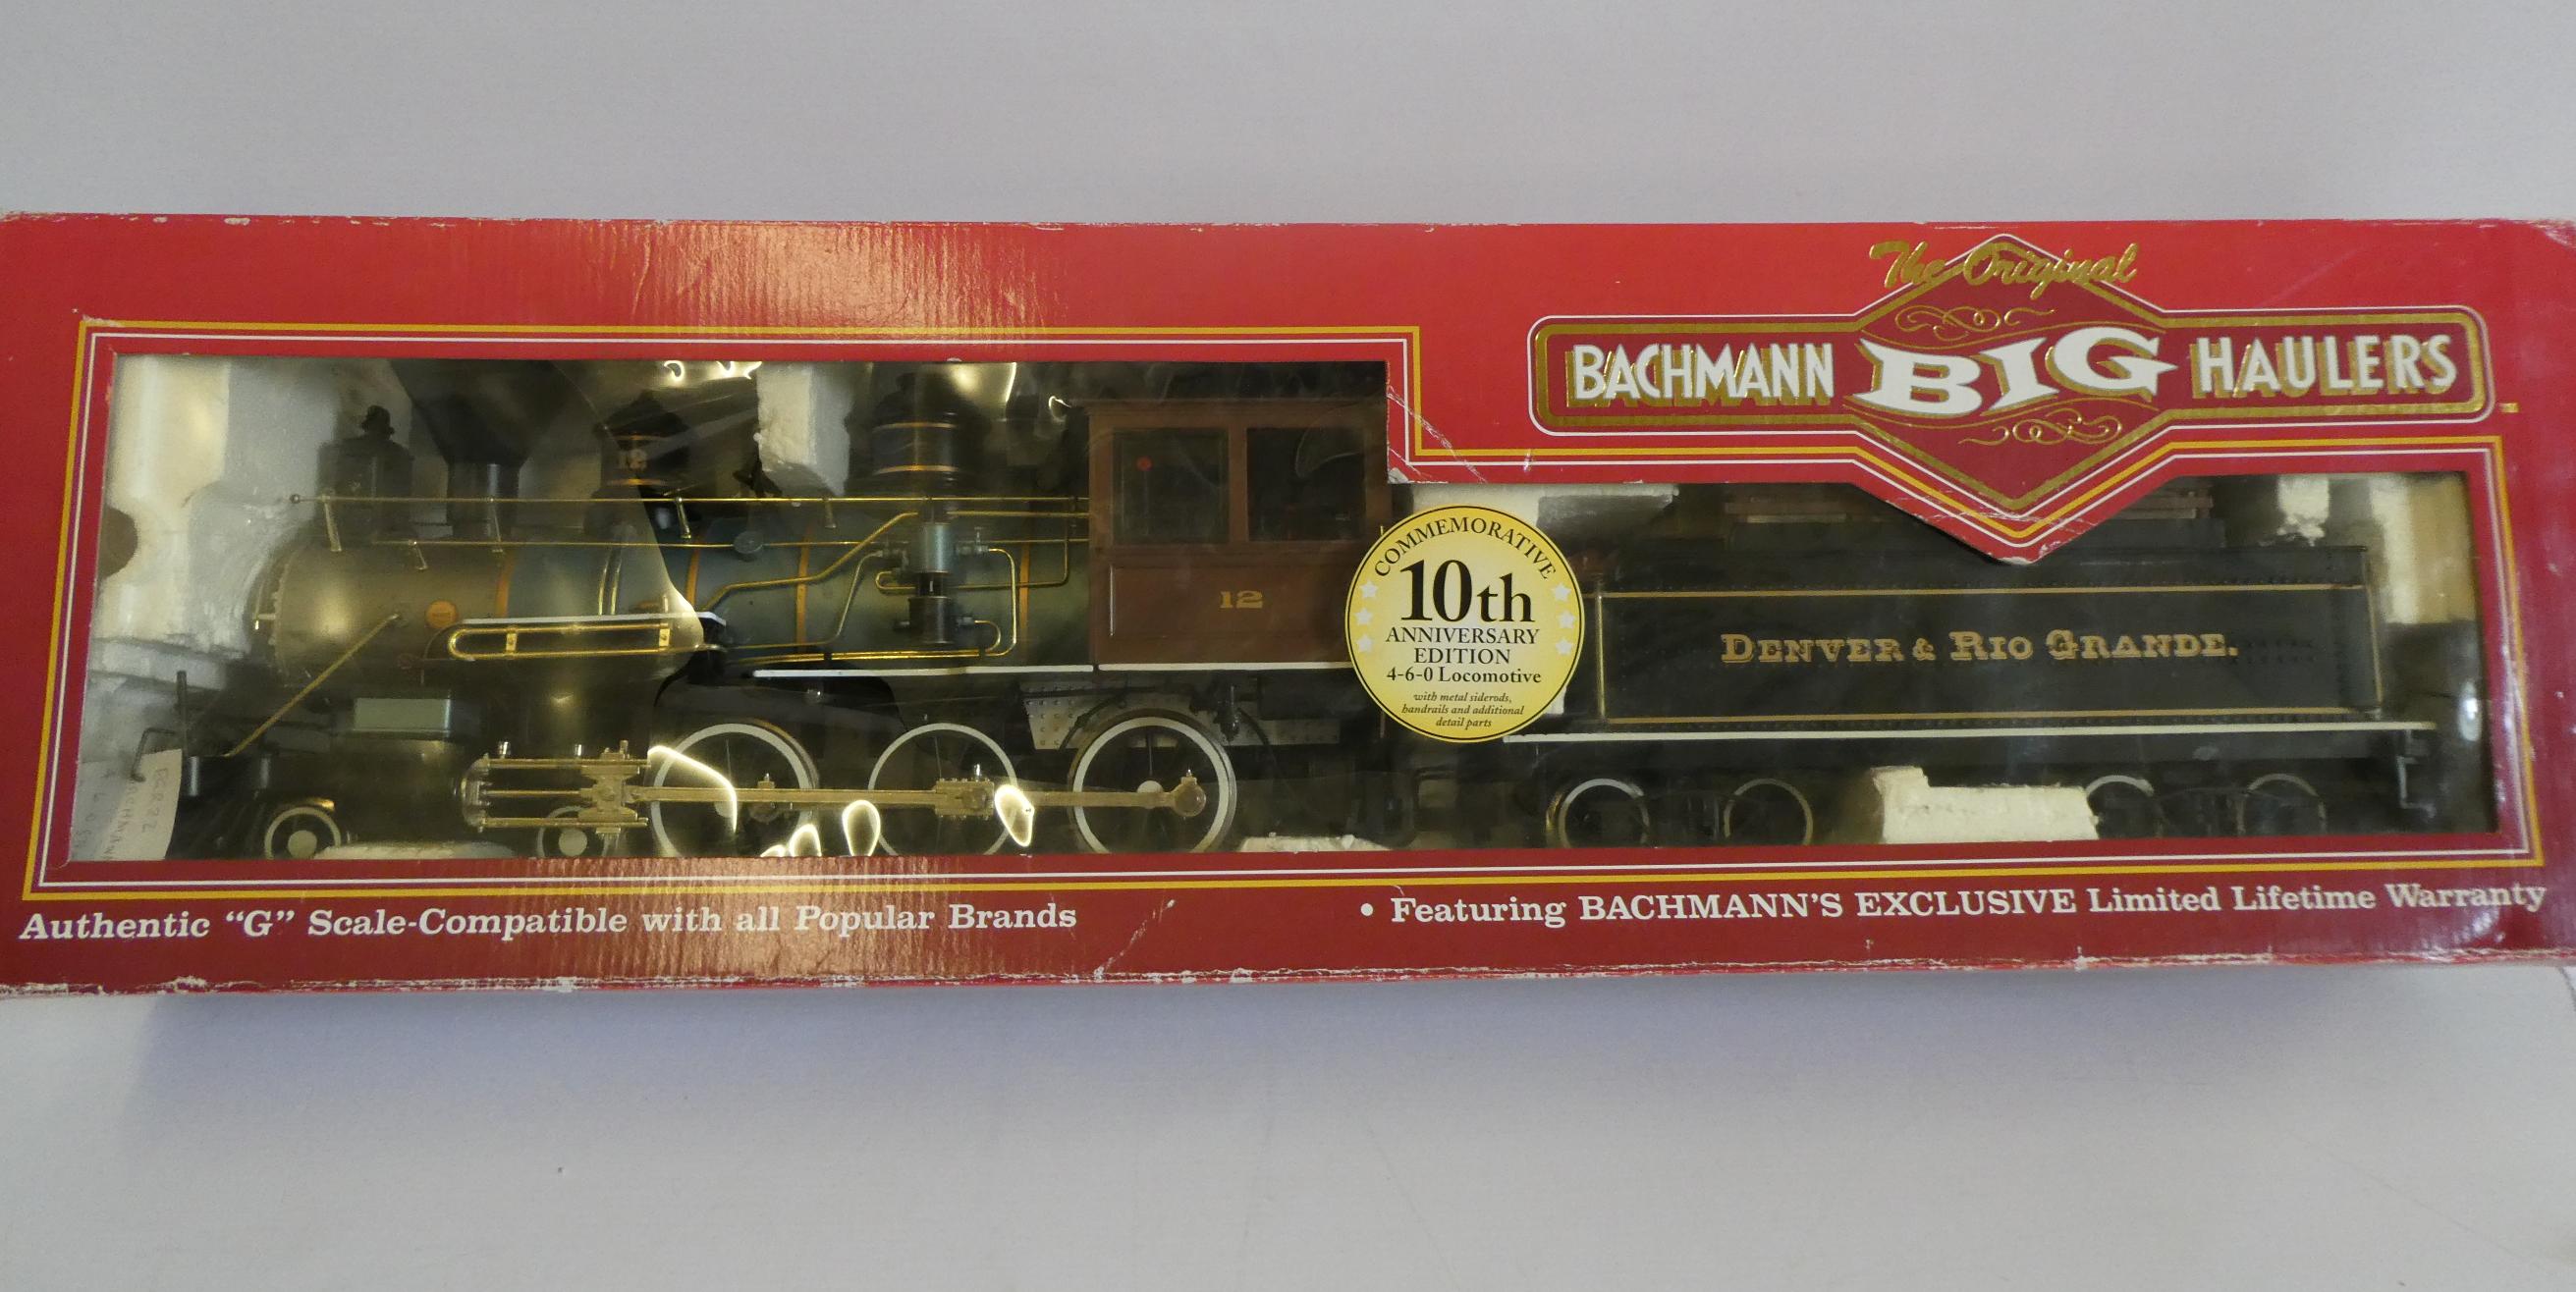 The Original
BACHMANN BIG HAULERS
12
12
COMMEMORATIVE
10th
ANNIVERSARY
EDITION
4-6-0 Locomotive
with metal siderods,
handrails and additional
detail parts
DENVER & RIO GRANDE.
Authentic “G” Scale-Compatible with all Popular Brands
• Featuring BACHMANN'S EXCLUSIVE Limited Lifetime Warranty